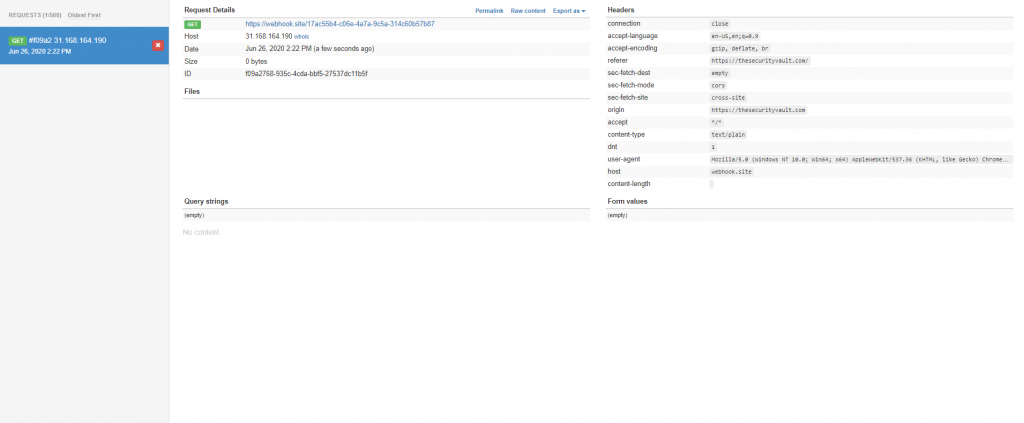 REQUESTS (1/500) Oldest First
GET #f09a2 31.168.164.190
Jun 26, 2020 2:22 PM
Request Details Permalink Raw content Export as
GET https://webhook.site/17ac55b4-c06e-4a7a-9c5a-314c60b57b87
Host 31.168.164.190 whois
Date Jun 26, 2020 2:22 PM (a few seconds ago)
Size 0 bytes
ID f09a2768-935c-4cda-bbf5-27537dc11b5f
Files
Query strings
(empty)
No content
Headers
connection close
accept-language en-US,en;q=0.9
accept-encoding gzip, deflate, br
referer https://thesecurityvault.com/
sec-fetch-dest empty
sec-fetch-mode cors
sec-fetch-site cross-site
origin https://thesecurityvault.com
accept */*
content-type text/plain
dnt 1
user-agent Mozilla/5.0 (Windows NT 10.0; Win64; x64) AppleWebKit/537.36 (KHTML, like Gecko) Chrome...
host webhook.site
content-length
Form values
(empty)